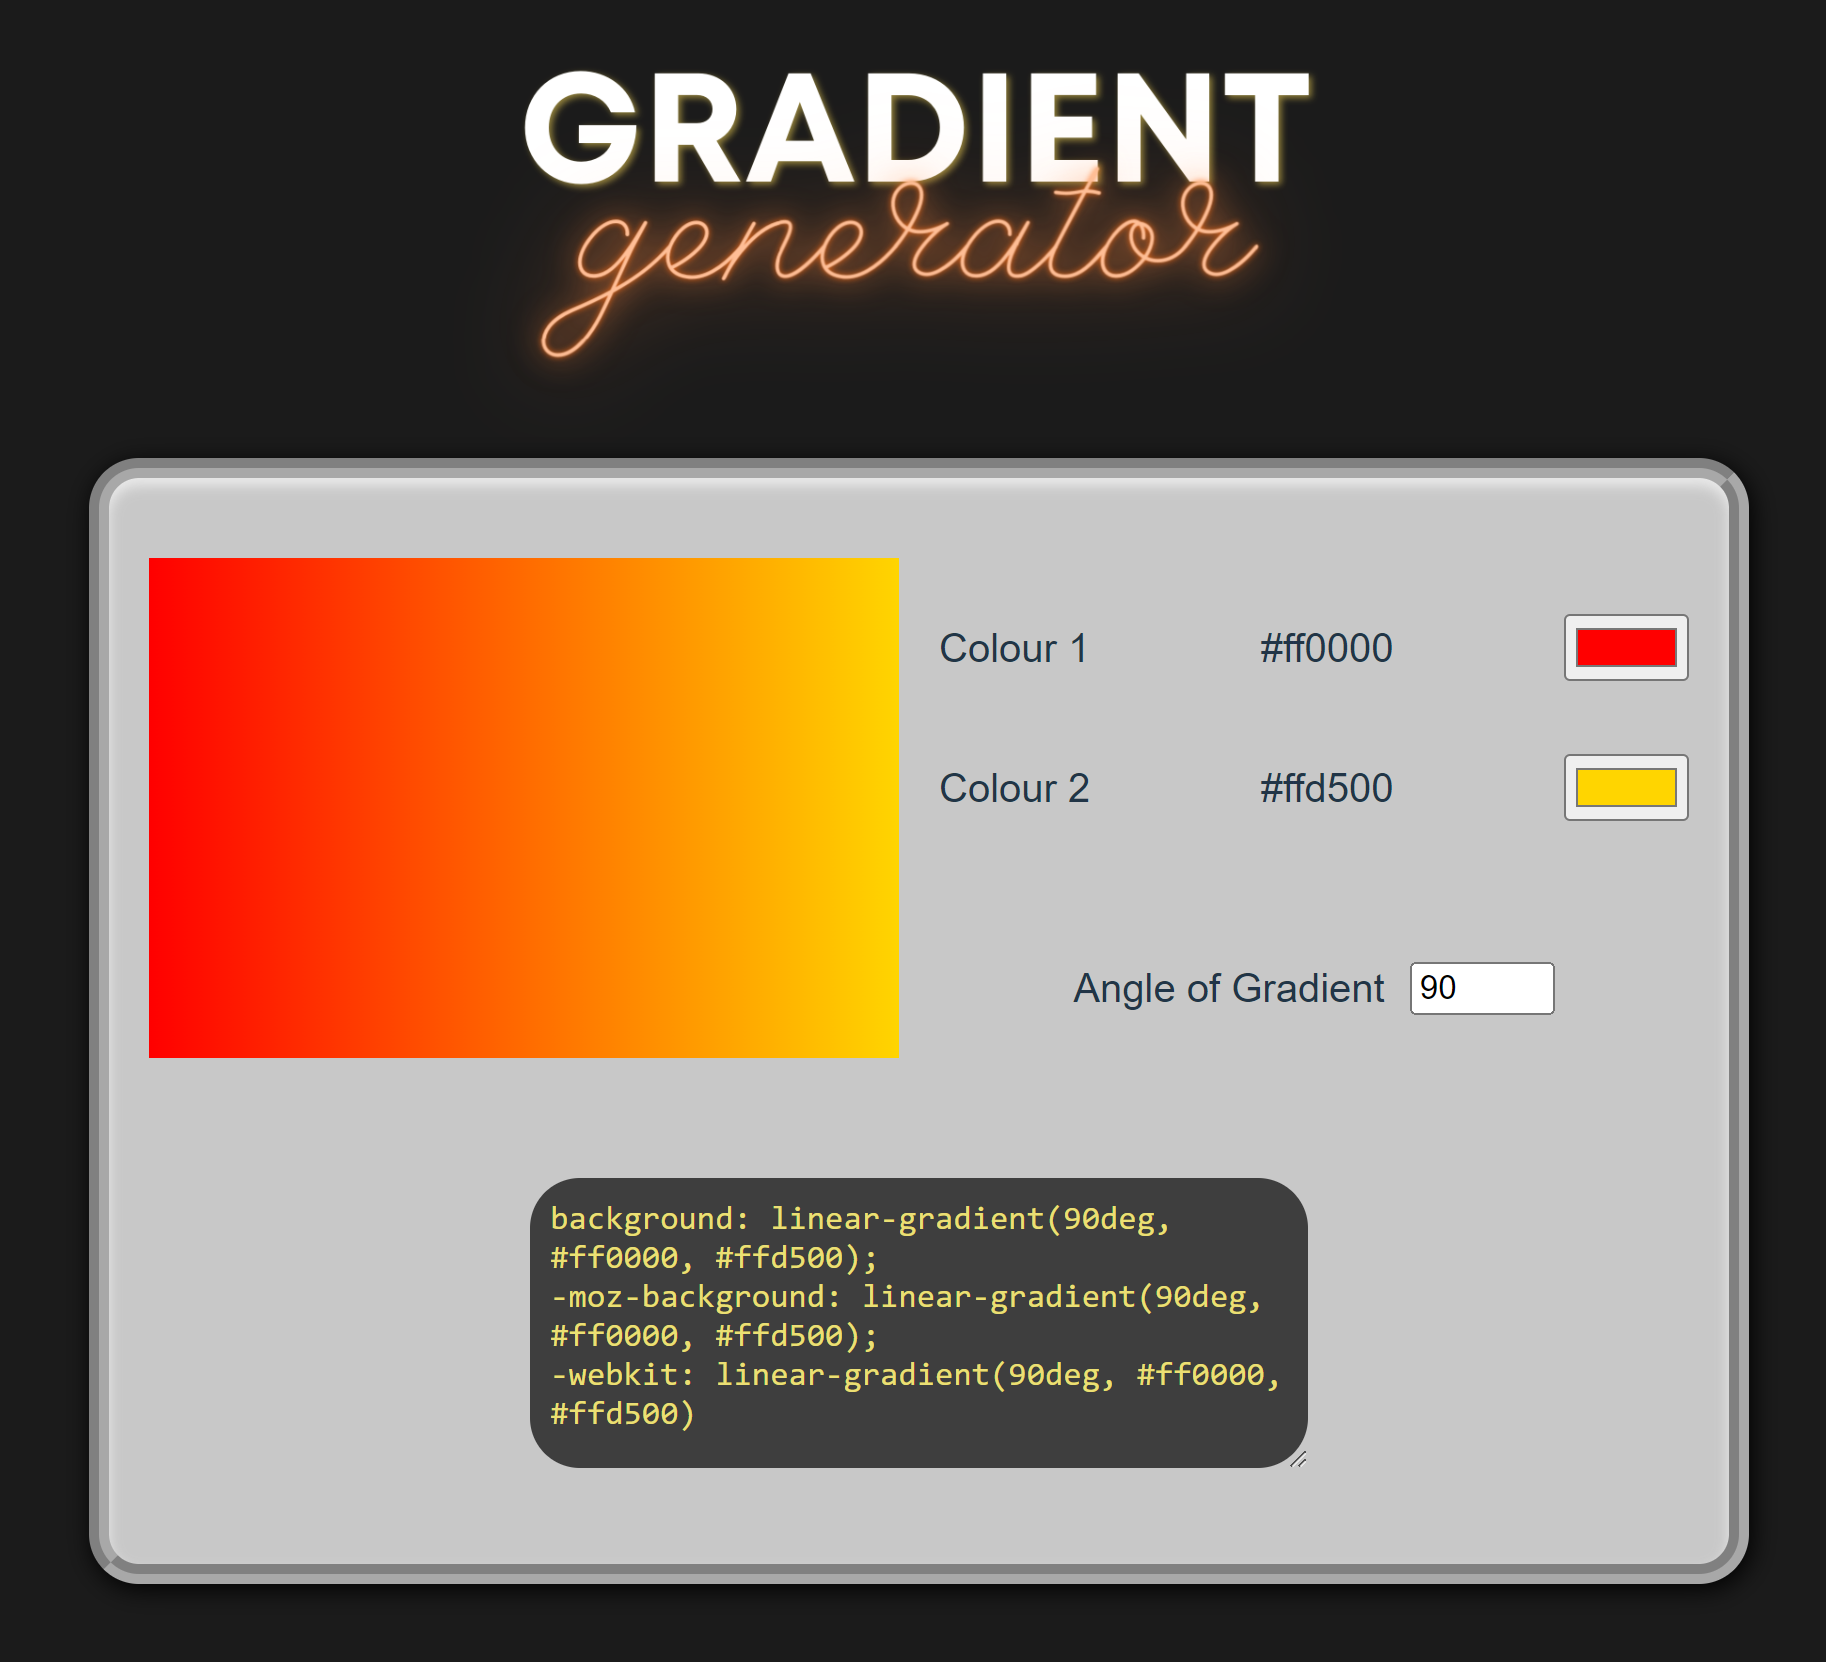 GRADIENT
generator
Colour 1 #ff0000
Colour 2 #ffd500
Angle of Gradient 90
background: linear-gradient(90deg,
#ff0000, #ffd500);
-moz-background: linear-gradient(90deg,
#ff0000, #ffd500);
-webkit: linear-gradient(90deg, #ff0000,
#ffd500)